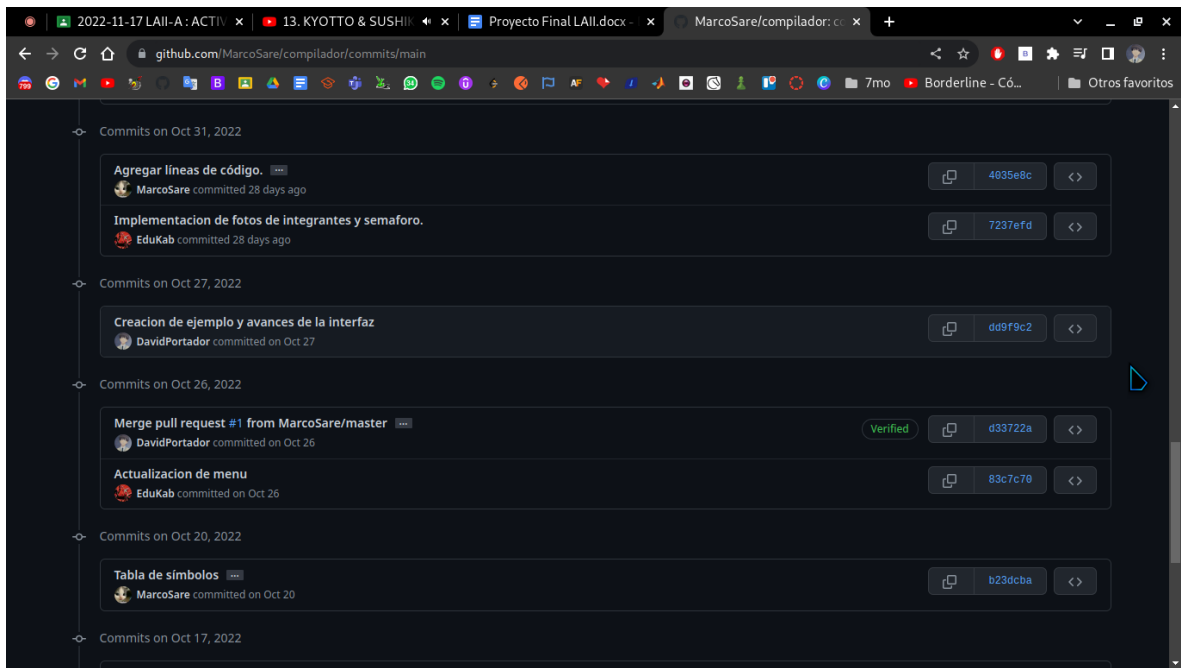 2022-11-17 LAII-A : ACTIV
13. KYOTTO & SUSHIK
Proyecto Final LAII.docx -
MarcoSare/compilador: co
github.com/MarcoSare/compilador/commits/main
7mo
Borderline - Có...
Otros favoritos
Commits on Oct 31, 2022
Agregar líneas de código.
4035e8c
MarcoSare committed 28 days ago
Implementacion de fotos de integrantes y semaforo.
7237efd
EduKab committed 28 days ago
Commits on Oct 27, 2022
Creacion de ejemplo y avances de la interfaz
dd9f9c2
DavidPortador committed on Oct 27
Commits on Oct 26, 2022
Merge pull request #1 from MarcoSare/master
Verified
d33722a
DavidPortador committed on Oct 26
Actualizacion de menu
83c7c70
EduKab committed on Oct 26
Commits on Oct 20, 2022
Tabla de símbolos
b23dcba
MarcoSare committed on Oct 20
Commits on Oct 17, 2022